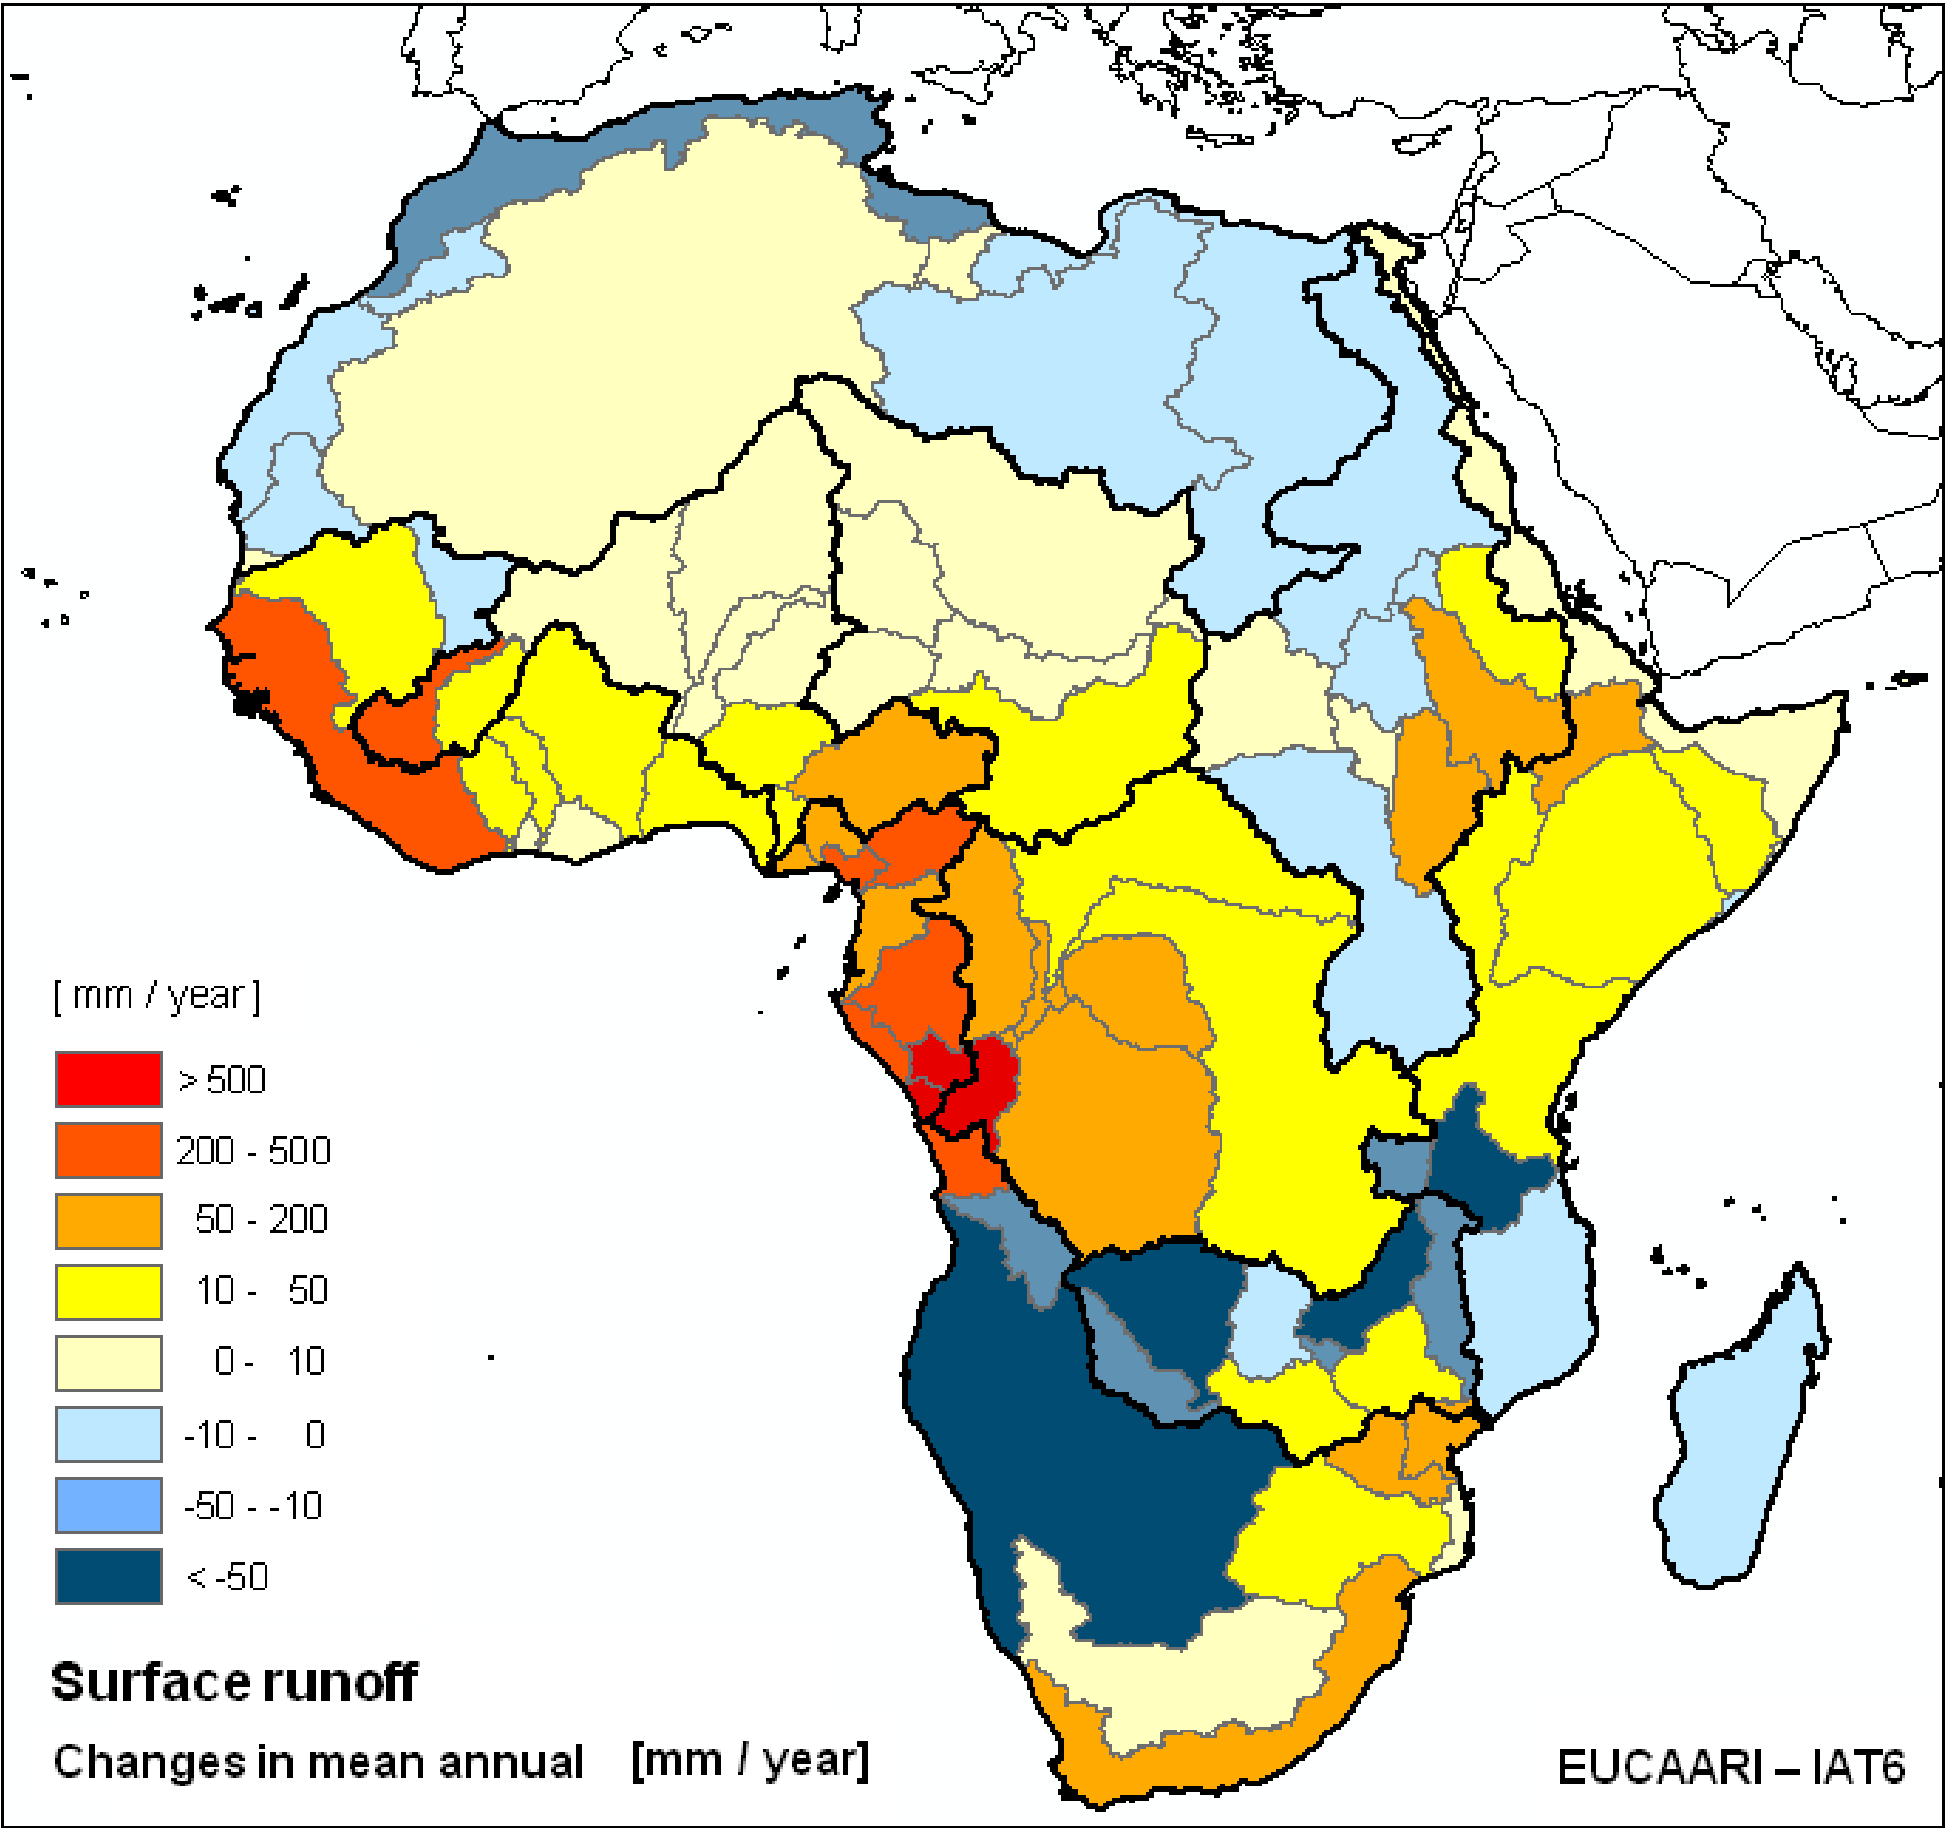 [ mm / year ]
> 500
200 - 500
50 - 200
10 - 50
0 - 10
-10 - 0
-50 - -10
< -50
Surface runoff
Changes in mean annual [mm / year]
EUCAARI – IAT6